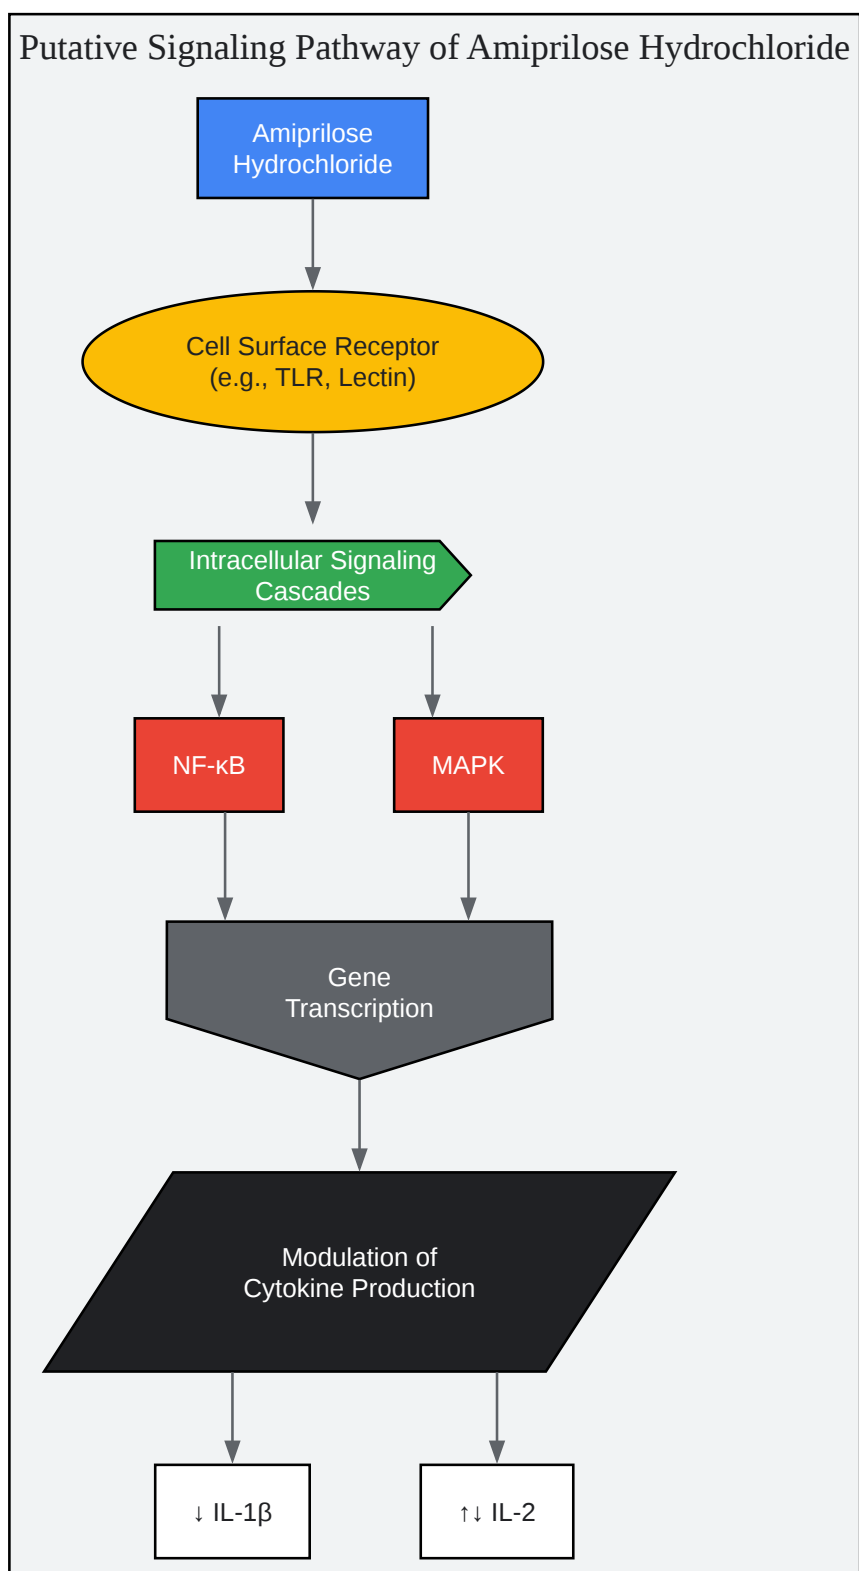 Putative Signaling Pathway of Amiprilose Hydrochloride
Amiprilose
Hydrochloride
Cell Surface Receptor
(e.g., TLR, Lectin)
Intracellular Signaling
Cascades
NF-κB
MAPK
Gene
Transcription
Modulation of
Cytokine Production
↓ IL-1β
↑↓ IL-2